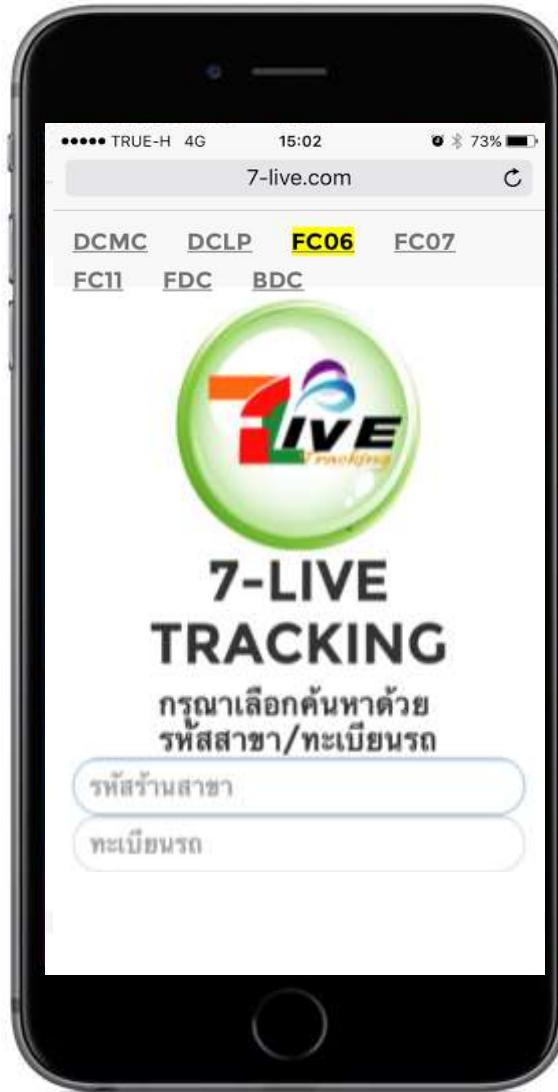 TRUE-H 4G 15:02 73%
7-live.com
DCMC DCLP FC06 FC07
FC11 FDC BDC
7LIVE
Tracking
7-LIVE
TRACKING
กรุณาเลือกค้นหาด้วย
รหัสสาขา/ทะเบียนรถ
รหัสร้านสาขา
ทะเบียนรถ